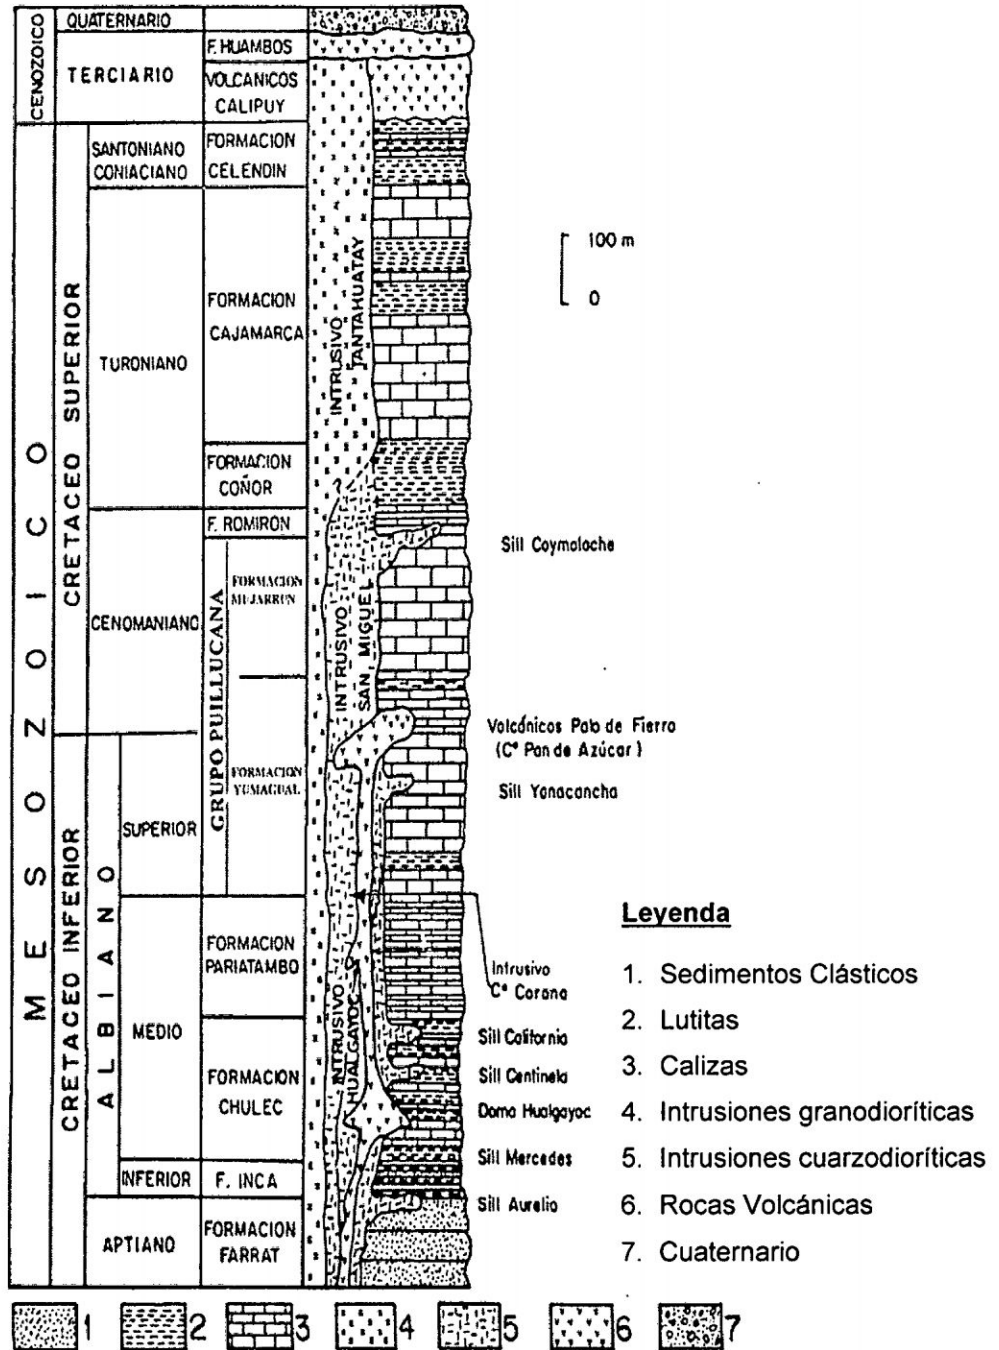 CENOZOICO
QUATERNARIO
TERCIARIO
F. HUAMBOS
VOLCANICOS
CALIPUY
MESOZOICO
CRETACEO SUPERIOR
SANTONIANO
CONIACIANO
FORMACION
CELENDIN
TURONIANO
FORMACION
CAJAMARCA
FORMACION
COÑOR
CENOMANIANO
F. ROMIRON
GRUPO PUILLUCANA
FORMACION
MUJARRUN
FORMACION
YUMAGUAL
CRETACEO INFERIOR
ALBIANO
SUPERIOR
MEDIO
FORMACION
PARIATAMBO
FORMACION
CHULEC
INFERIOR
F. INCA
APTIANO
FORMACION
FARRAT
INTRUSIVO
TANTAHUATAY
INTRUSIVO
SAN MIGUEL
INTRUSIVO
HUALGAYOC
100 m
0
Sill Coymolache
Volcánicos Palo de Fierro
(Cº Pan de Azúcar)
Sill Yanacancha
Intrusivo
Cº Corona
Sill California
Sill Centinela
Domo Hualgayoc
Sill Mercedes
Sill Aurelio
Leyenda
1. Sedimentos Clásticos
2. Lutitas
3. Calizas
4. Intrusiones granodioríticas
5. Intrusiones cuarzodioríticas
6. Rocas Volcánicas
7. Cuaternario
1 2 3 4 5 6 7